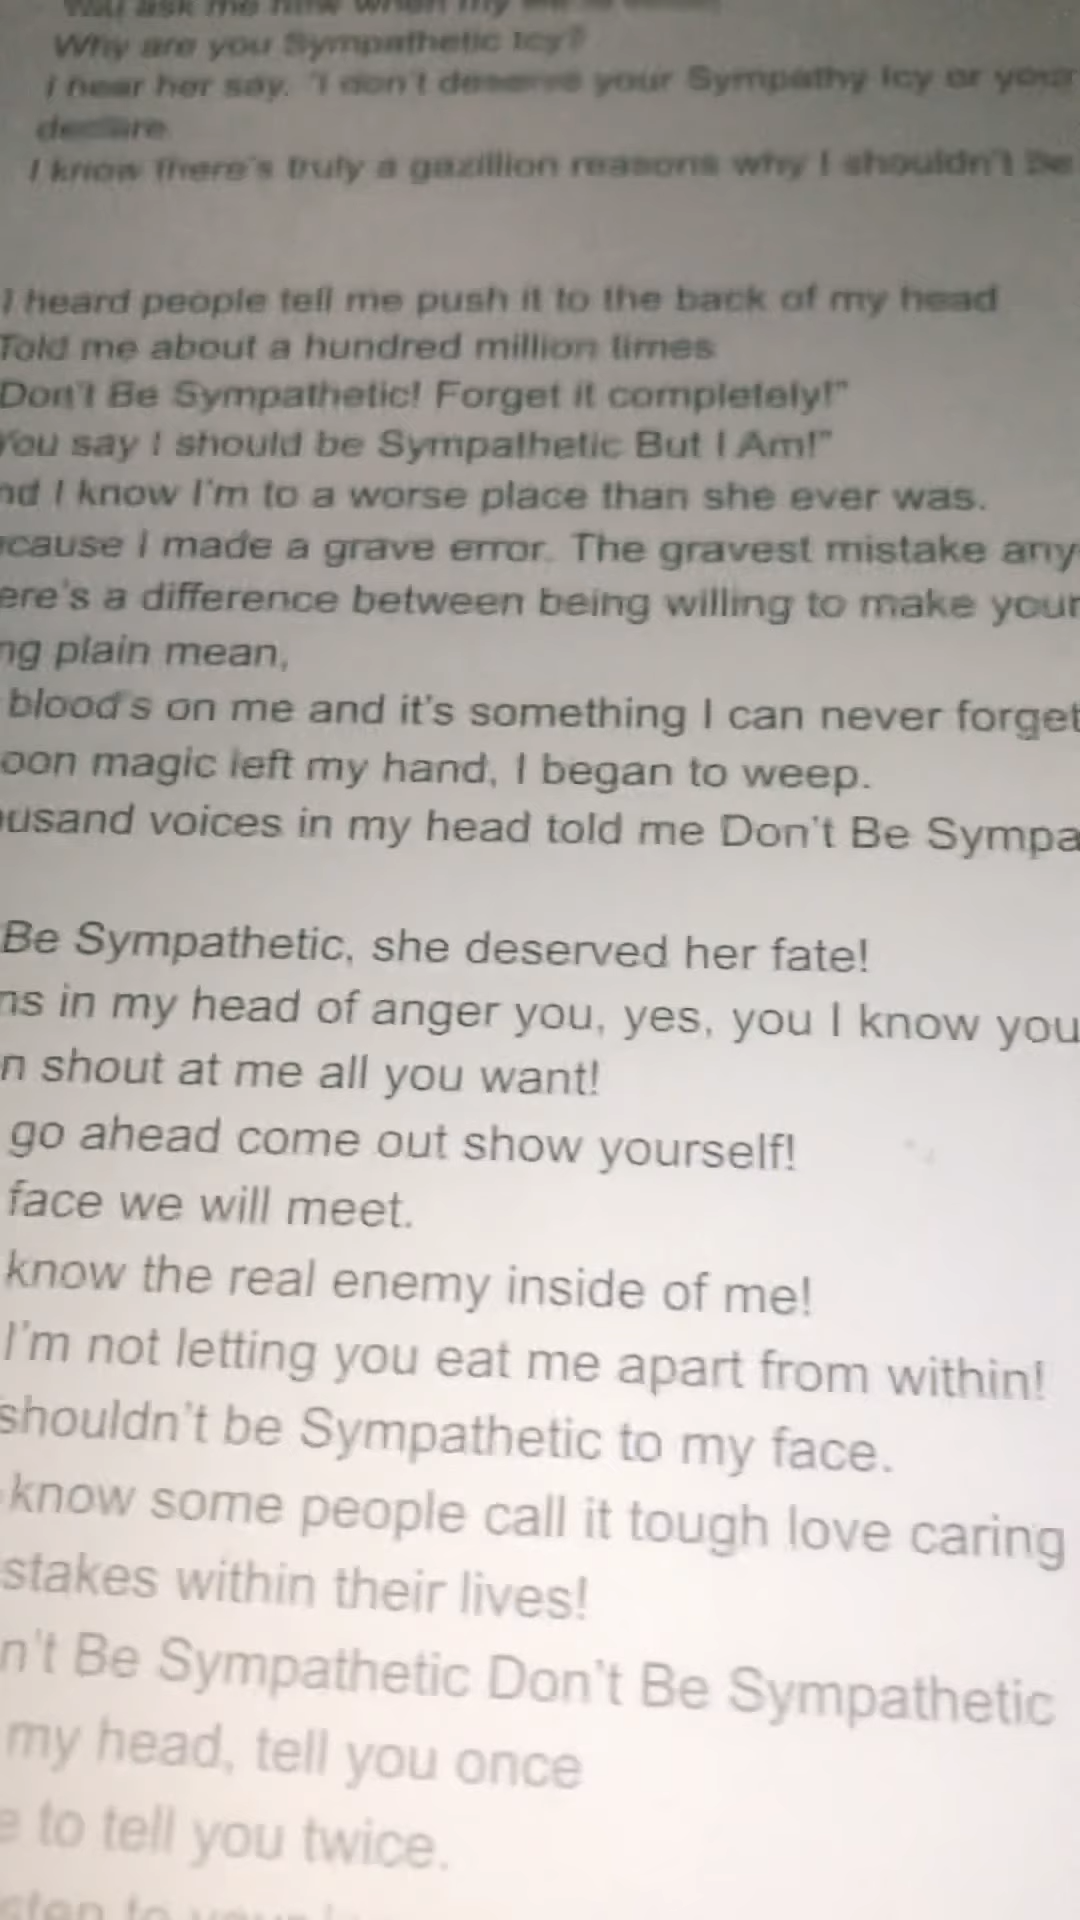 You ask me how when my
Why are you Sympathetic Icy?
I hear her say. "I don't deserve your Sympathy Icy or your
declare
I know there's truly a gazillion reasons why I shouldn't Be
I heard people tell me push it to the back of my head
Told me about a hundred million times
Don't Be Sympathetic! Forget it completely!"
You say I should be Sympathetic But I Am!"
nd I know I'm to a worse place than she ever was.
cause I made a grave error. The gravest mistake any
ere's a difference between being willing to make your
ng plain mean,
blood's on me and it's something I can never forget
oon magic left my hand, I began to weep.
usand voices in my head told me Don't Be Sympa
Be Sympathetic, she deserved her fate!
ns in my head of anger you, yes, you I know you
n shout at me all you want!
go ahead come out show yourself!
face we will meet.
know the real enemy inside of me!
I'm not letting you eat me apart from within!
shouldn't be Sympathetic to my face.
know some people call it tough love caring
stakes within their lives!
n't Be Sympathetic Don't Be Sympathetic
my head, tell you once
e to tell you twice.